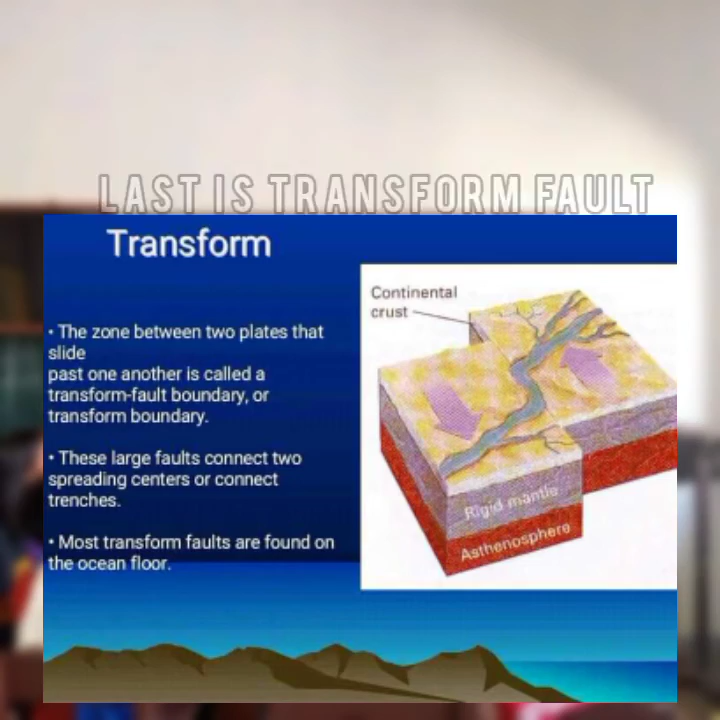 LAST IS TRANSFORM FAULT
Transform
• The zone between two plates that
slide
past one another is called a
transform-fault boundary, or
transform boundary.
• These large faults connect two
spreading centers or connect
trenches.
• Most transform faults are found on
the ocean floor.
Continental
crust
Rigid mantle
Asthenosphere